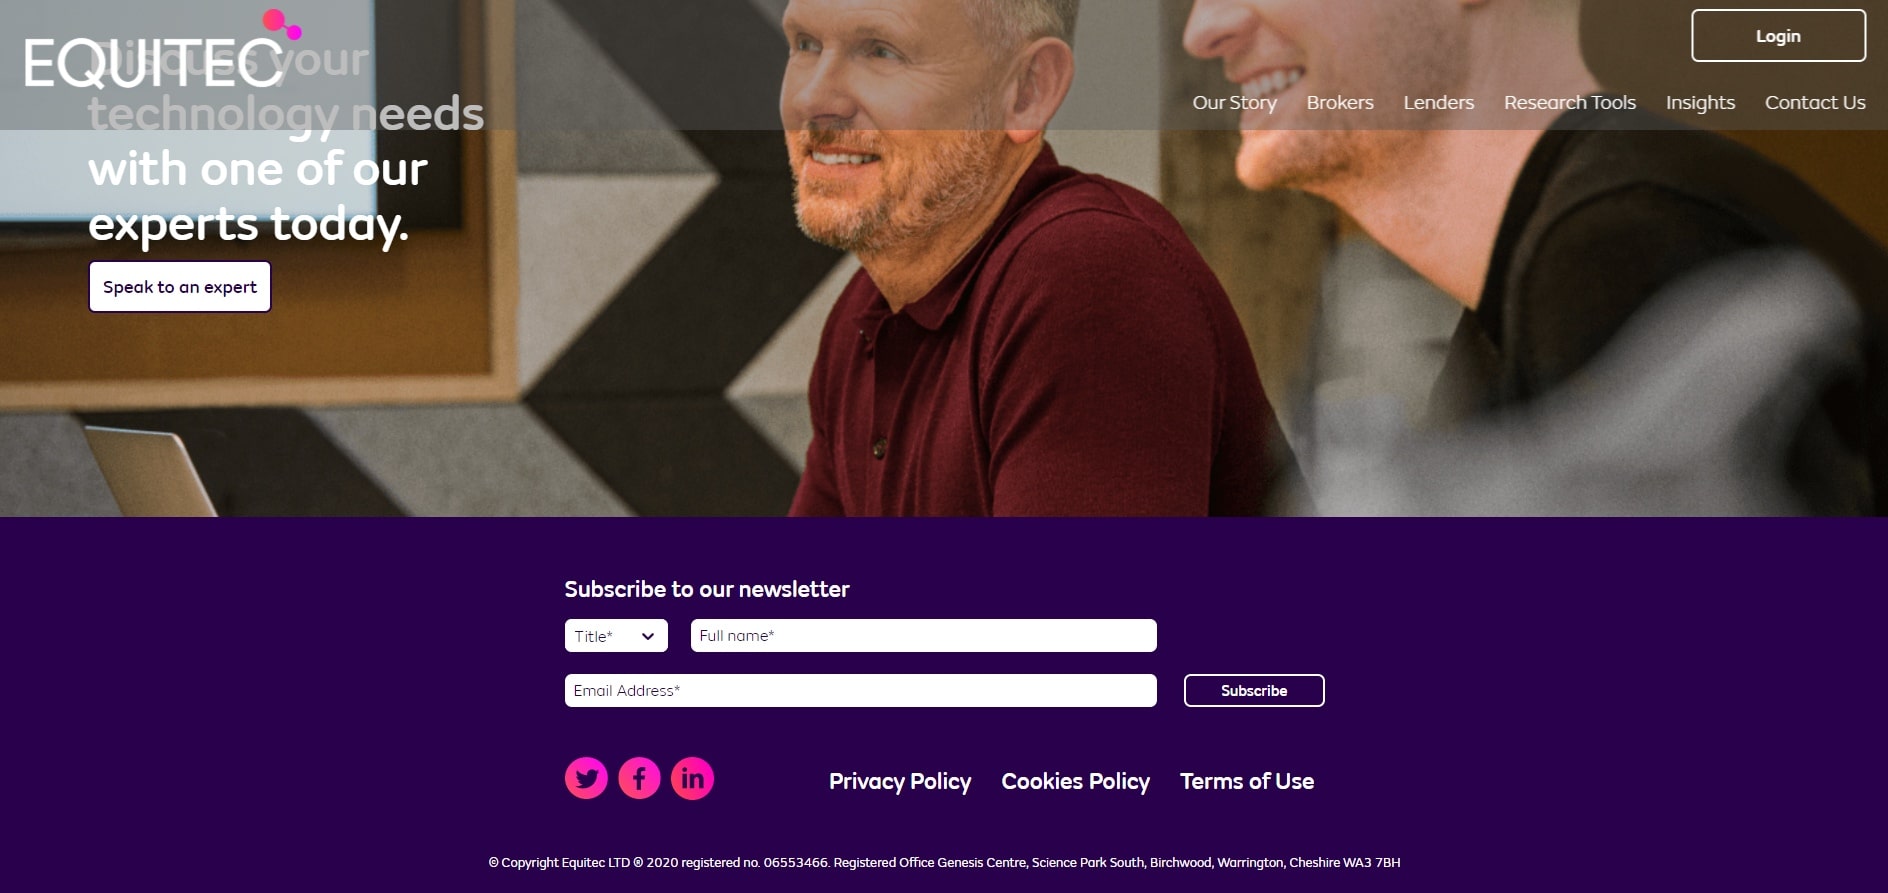 EQUITEC
Login
Our Story Brokers Lenders Research Tools Insights Contact Us
Discuss your
technology needs
with one of our
experts today.
Speak to an expert
Subscribe to our newsletter
Title* Full name*
Email Address* Subscribe
Privacy Policy Cookies Policy Terms of Use
© Copyright Equitec LTD ® 2020 registered no. 06553466. Registered Office Genesis Centre, Science Park South, Birchwood, Warrington, Cheshire WA3 7BH